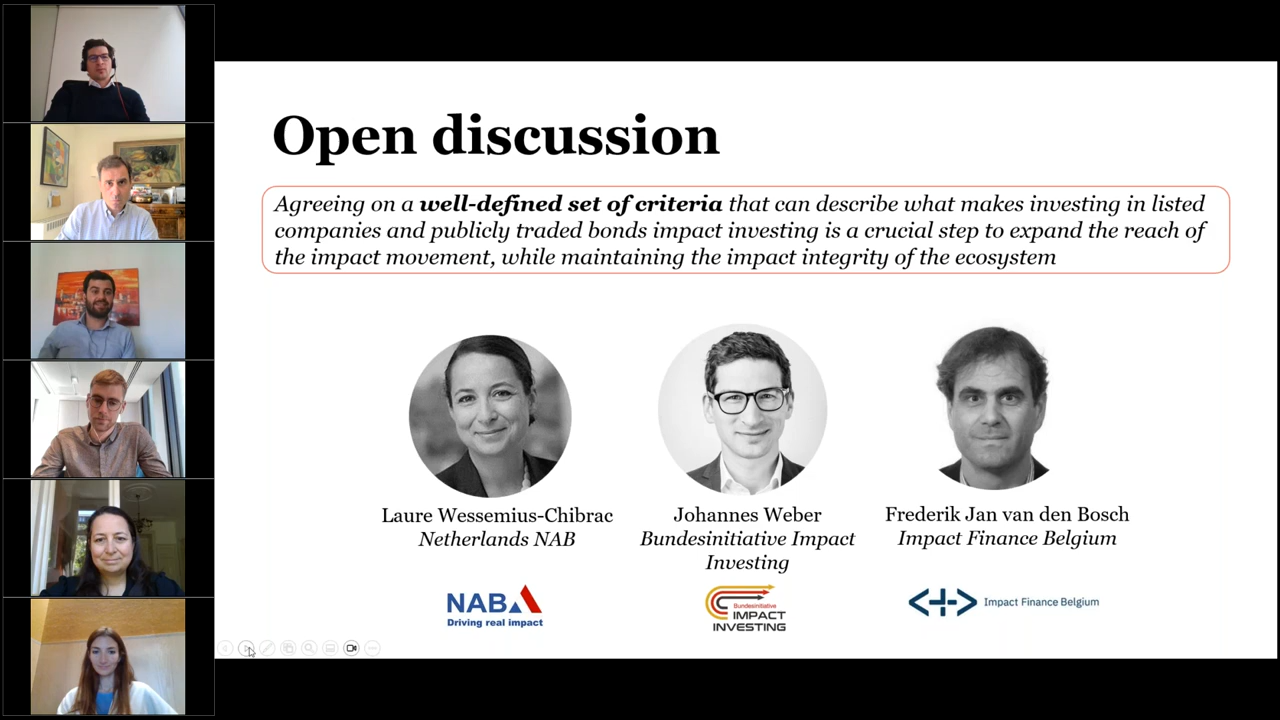 Open discussion
Agreeing on a well-defined set of criteria that can describe what makes investing in listed
companies and publicly traded bonds impact investing is a crucial step to expand the reach of
the impact movement, while maintaining the impact integrity of the ecosystem
Laure Wessemius-Chibrac
Netherlands NAB
Johannes Weber
Bundesinitiative Impact
Investing
Frederik Jan van den Bosch
Impact Finance Belgium
NAB
Driving real impact
Bundesinitiative
IMPACT
INVESTING
Impact Finance Belgium